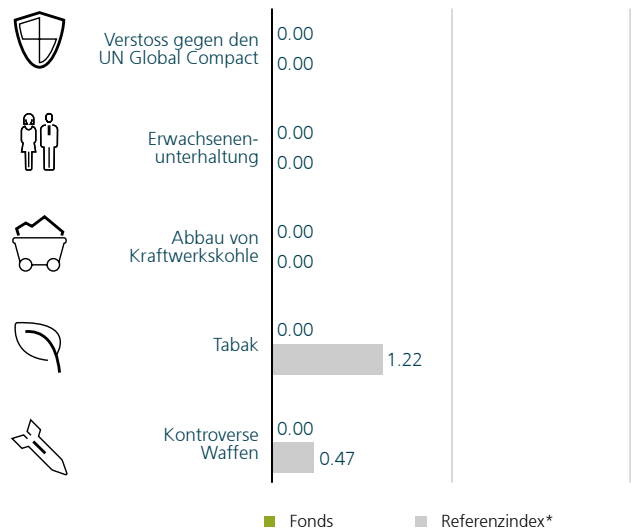 Verstoss gegen den
UN Global Compact
0.00
0.00
Erwachsenen-
unterhaltung
0.00
0.00
Abbau von
Kraftwerkskohle
0.00
0.00
Tabak
0.00
1.22
Kontroverse
Waffen
0.00
0.47
Fonds Referenzindex*